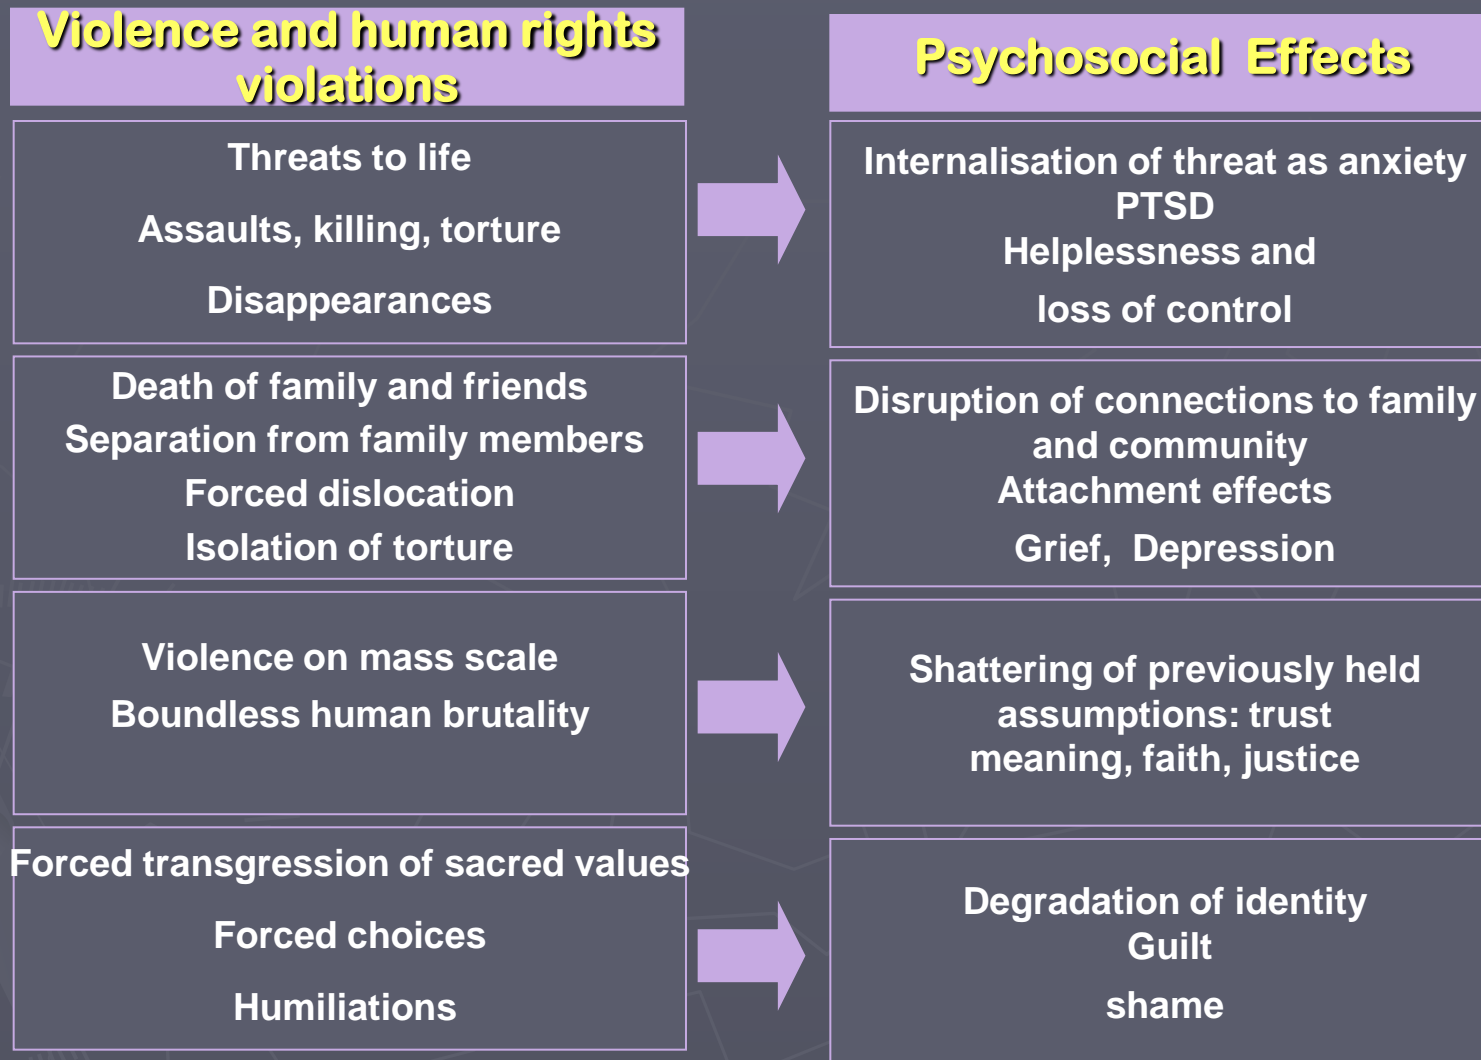 Violence and human rights
violations
Psychosocial Effects
Threats to life
Assaults, killing, torture
Disappearances
Internalisation of threat as anxiety
PTSD
Helplessness and
loss of control
Death of family and friends
Separation from family members
Forced dislocation
Isolation of torture
Disruption of connections to family
and community
Attachment effects
Grief, Depression
Violence on mass scale
Boundless human brutality
Shattering of previously held
assumptions: trust
meaning, faith, justice
Forced transgression of sacred values
Forced choices
Humiliations
Degradation of identity
Guilt
shame